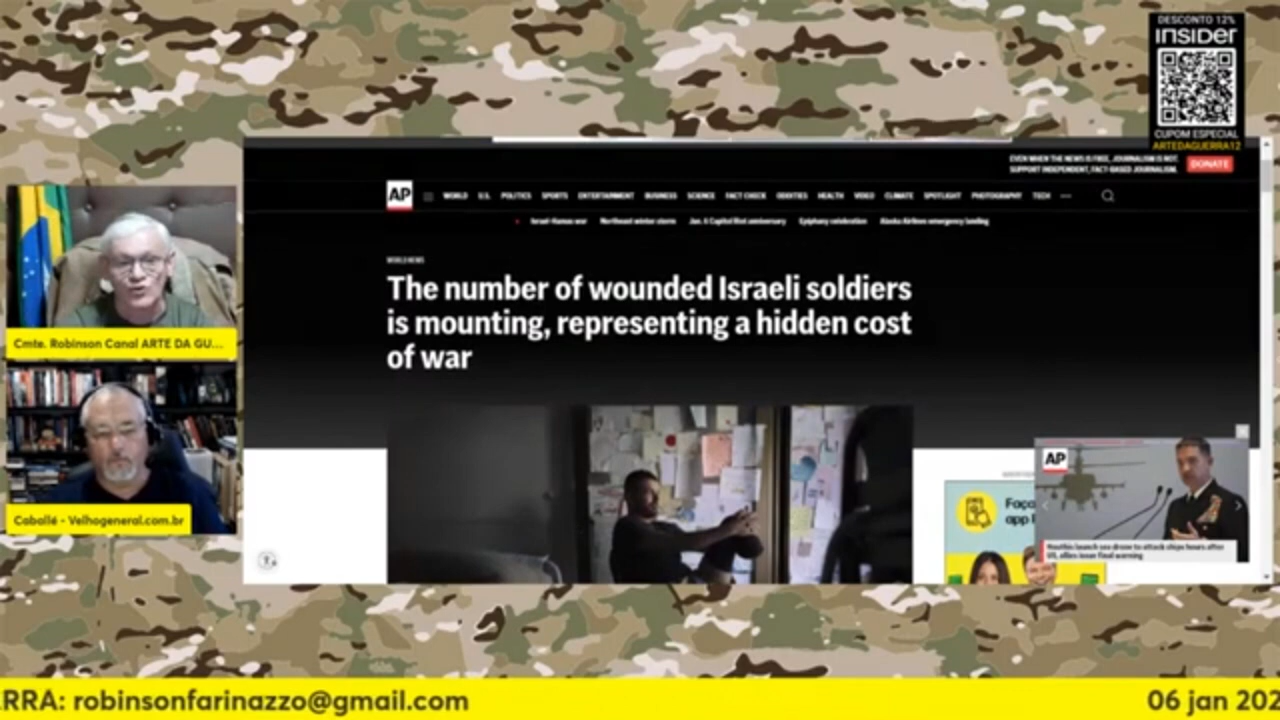 DESCONTO 12%
INSIDER
CUPOM ESPECIAL
ARTEDAGUERRA12
EVEN WHEN THE NEWS IS FREE, JOURNALISM IS NOT.
SUPPORT INDEPENDENT, FACT-BASED JOURNALISM.
DONATE
AP
WORLD U.S. POLITICS SPORTS ENTERTAINMENT BUSINESS SCIENCE FACT CHECK ODDITIES HEALTH VIDEO CLIMATE SPOTLIGHT PHOTOGRAPHY TECH
Israel-Hamas war Northeast winter storm Jan. 6 Capitol Riot anniversary Epiphany celebration Alaska Airlines emergency landing
WORLD NEWS
The number of wounded Israeli soldiers
is mounting, representing a hidden cost
of war
Cmte. Robinson Canal ARTE DA GU...
Caballé - Velhogeneral.com.br
AP
Faça
app
Houthis launch sea drone to attack ships hours after
US, allies issue final warning
RRA: robinsonfarinazzo@gmail.com
06 jan 202